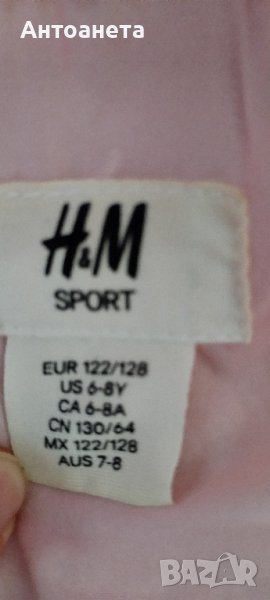 Антоанета
H&M
SPORT
EUR 122/128
US 6-8Y
CA 6-8A
CN 130/64
MX 122/128
AUS 7-8
BAZAR